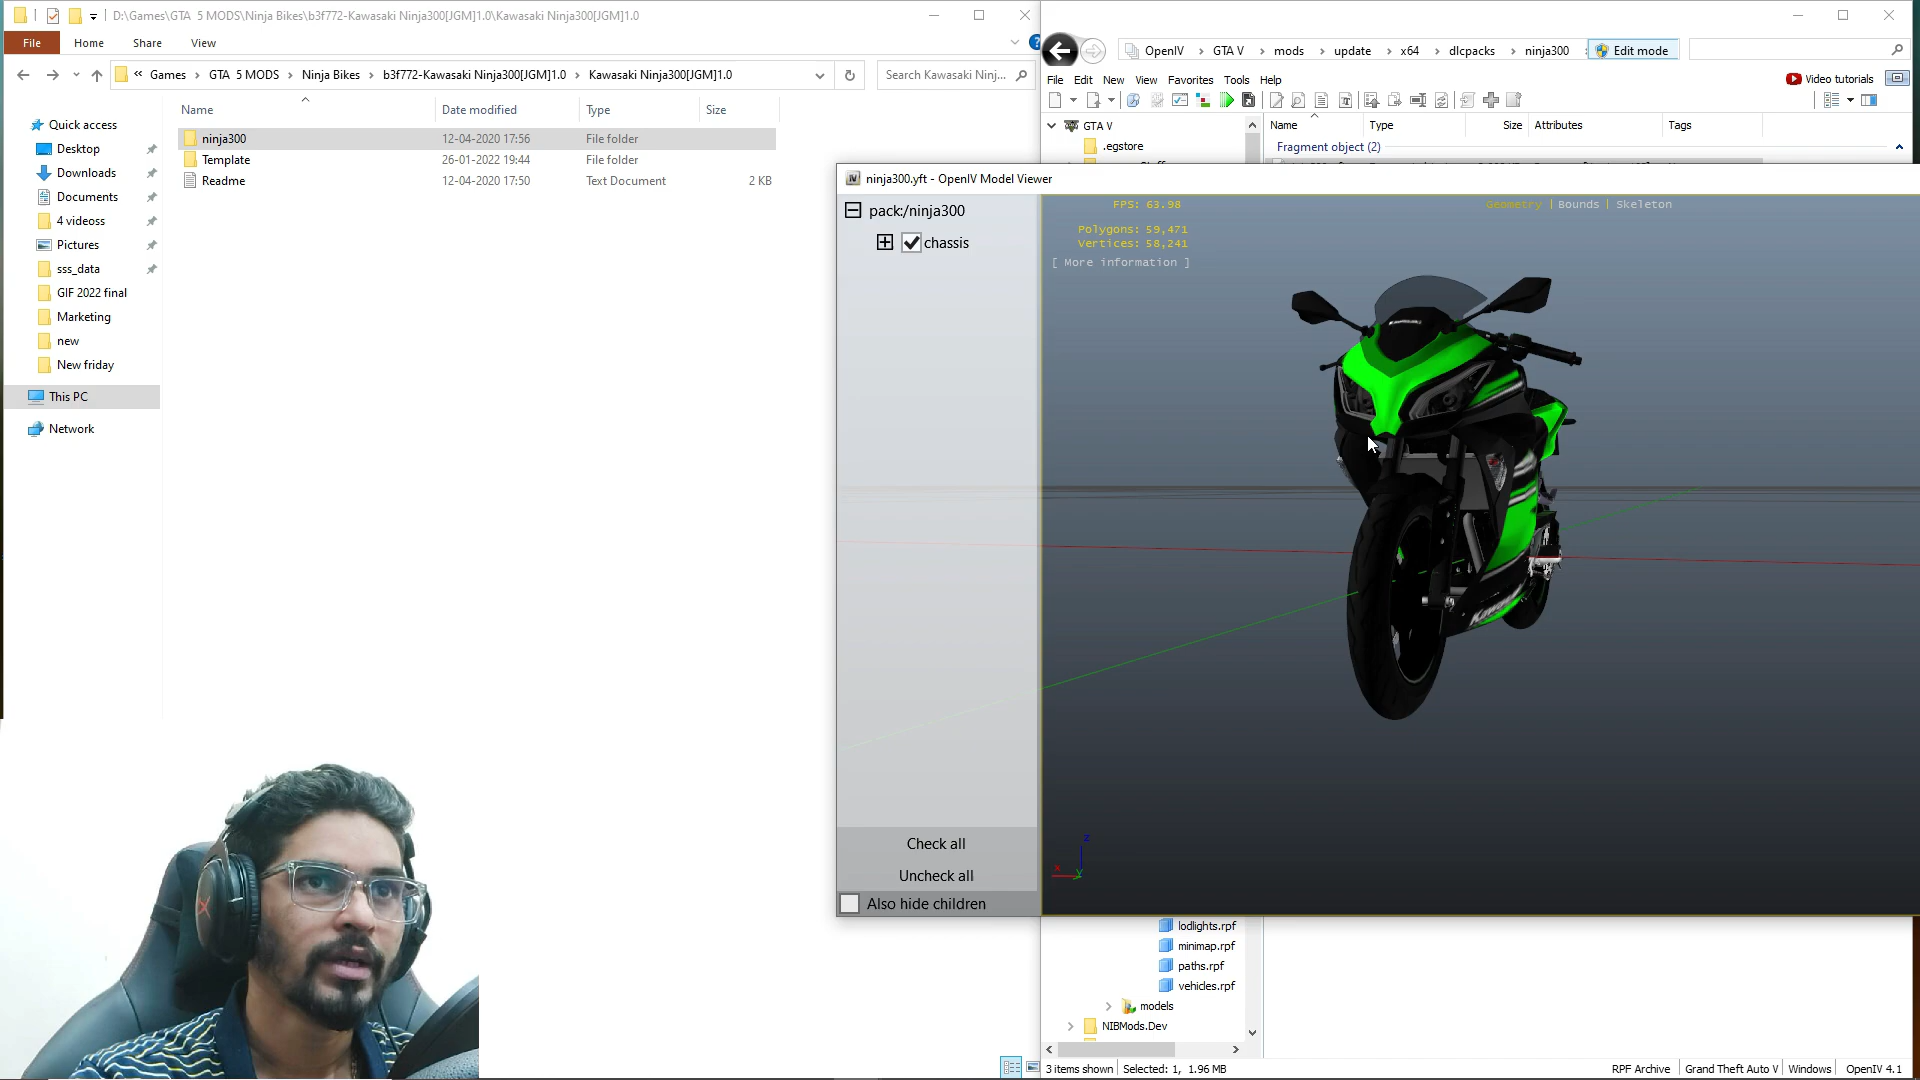 D:\Games\GTA 5 MODS\Ninja Bikes\b3f772-Kawasaki Ninja300[JGM]1.0\Kawasaki Ninja300[JGM]1.0
File Home Share View
« Games GTA 5 MODS Ninja Bikes b3f772-Kawasaki Ninja300[JGM]1.0 Kawasaki Ninja300[JGM]1.0
Search Kawasaki Ninj...
Name Date modified Type Size
ninja300 12-04-2020 17:56 File folder
Template 26-01-2022 19:44 File folder
Readme 12-04-2020 17:50 Text Document 2 KB
Quick access
Desktop
Downloads
Documents
4 videoss
Pictures
sss_data
GIF 2022 final
Marketing
new
New friday
This PC
Network
OpenIV GTA V mods update x64 dlcpacks ninja300 Edit mode
File Edit New View Favorites Tools Help
Video tutorials
GTA V
.egstore
Name Type Size Attributes Tags
Fragment object (2)
ninja300.yft - OpenIV Model Viewer
pack:/ninja300
chassis
FPS: 63.98
Polygons: 59,471
Vertices: 58,241
[ More information ]
Geometry | Bounds | Skeleton
z
x
y
Check all
Uncheck all
Also hide children
lodlights.rpf
minimap.rpf
paths.rpf
vehicles.rpf
models
NIBMods.Dev
3 items shown Selected: 1, 1.96 MB
RPF Archive Grand Theft Auto V Windows OpenIV 4.1